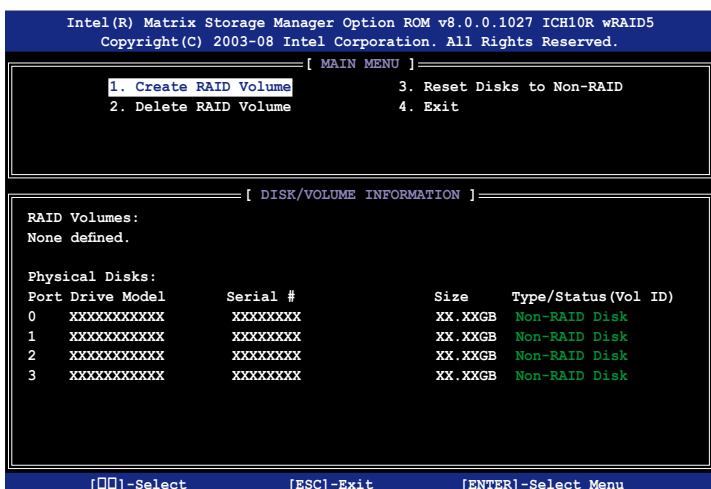 Intel(R) Matrix Storage Manager Option ROM v8.0.0.1027 ICH10R wRAID5
Copyright(C) 2003-08 Intel Corporation. All Rights Reserved.
[ MAIN MENU ]
1. Create RAID Volume 3. Reset Disks to Non-RAID
2. Delete RAID Volume 4. Exit
[ DISK/VOLUME INFORMATION ]
RAID Volumes:
None defined.
Physical Disks:
Port Drive Model Serial # Size Type/Status(Vol ID)
0 XXXXXXXXXXX XXXXXXXX XX.XXGB Non-RAID Disk
1 XXXXXXXXXXX XXXXXXXX XX.XXGB Non-RAID Disk
2 XXXXXXXXXXX XXXXXXXX XX.XXGB Non-RAID Disk
3 XXXXXXXXXXX XXXXXXXX XX.XXGB Non-RAID Disk
[▯▯]-Select [ESC]-Exit [ENTER]-Select Menu